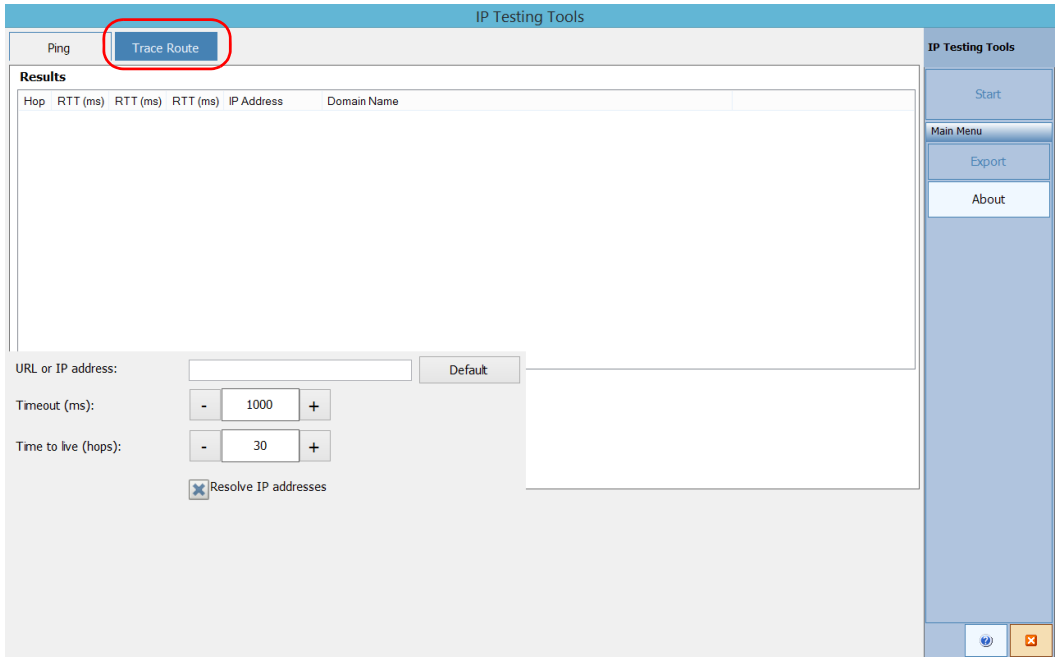 IP Testing Tools
Ping
Trace Route
IP Testing Tools
Results
Hop RTT (ms) RTT (ms) RTT (ms) IP Address Domain Name
Start
Main Menu
Export
About
URL or IP address:
Default
Timeout (ms):
- 1000 +
Time to live (hops):
- 30 +
Resolve IP addresses